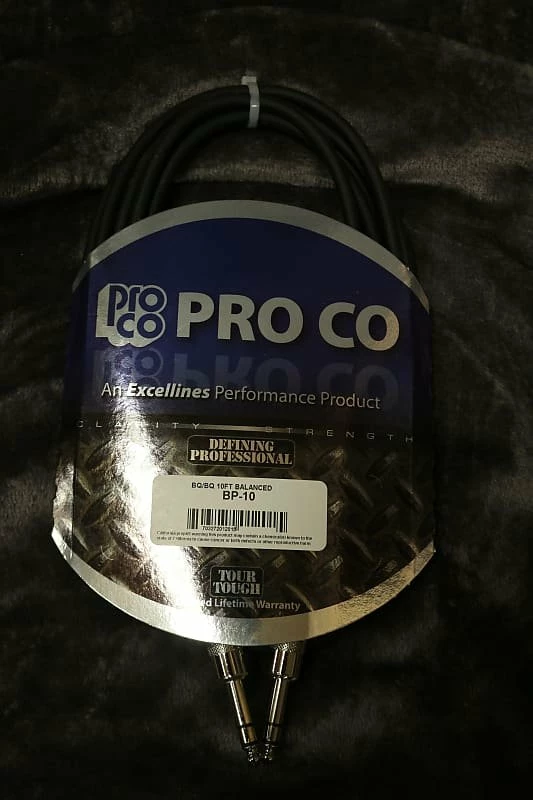 pro
co
PRO CO
An Excellines Performance Product
CLARITY STRENGTH
DEFINING
PROFESSIONAL
BQ/BQ 10FT BALANCED
BP-10
TOUR
TOUGH
Lifetime Warranty